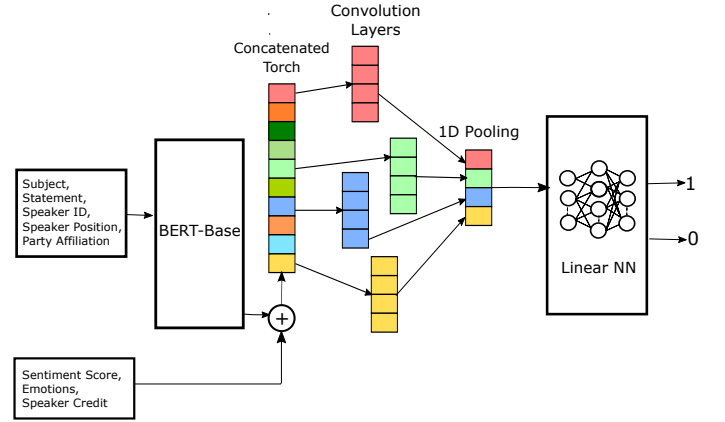 Convolution
Layers
Concatenated
Torch
1D Pooling
Subject,
Statement,
Speaker ID,
Speaker Position,
Party Affiliation
BERT-Base
1
0
Linear NN
+
Sentiment Score,
Emotions,
Speaker Credit